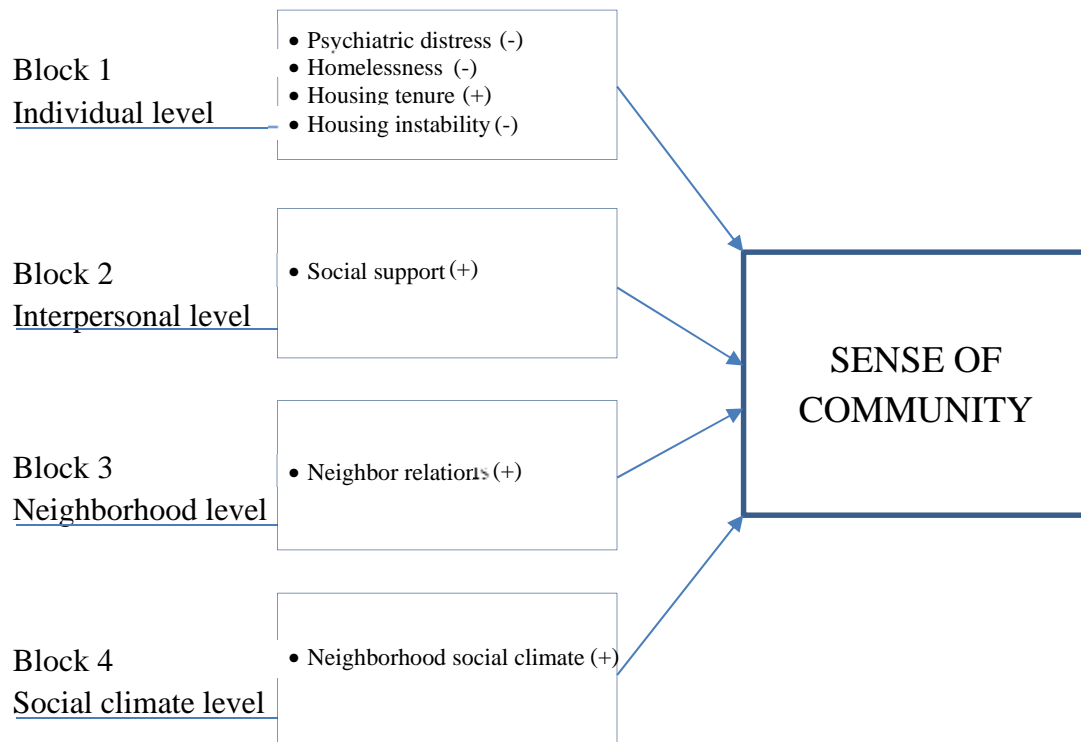 Block 1
Individual level
• Psychiatric distress (-)
• Homelessness (-)
• Housing tenure (+)
• Housing instability (-)
Block 2
Interpersonal level
• Social support (+)
Block 3
Neighborhood level
• Neighbor relations (+)
Block 4
Social climate level
• Neighborhood social climate (+)
SENSE OF
COMMUNITY